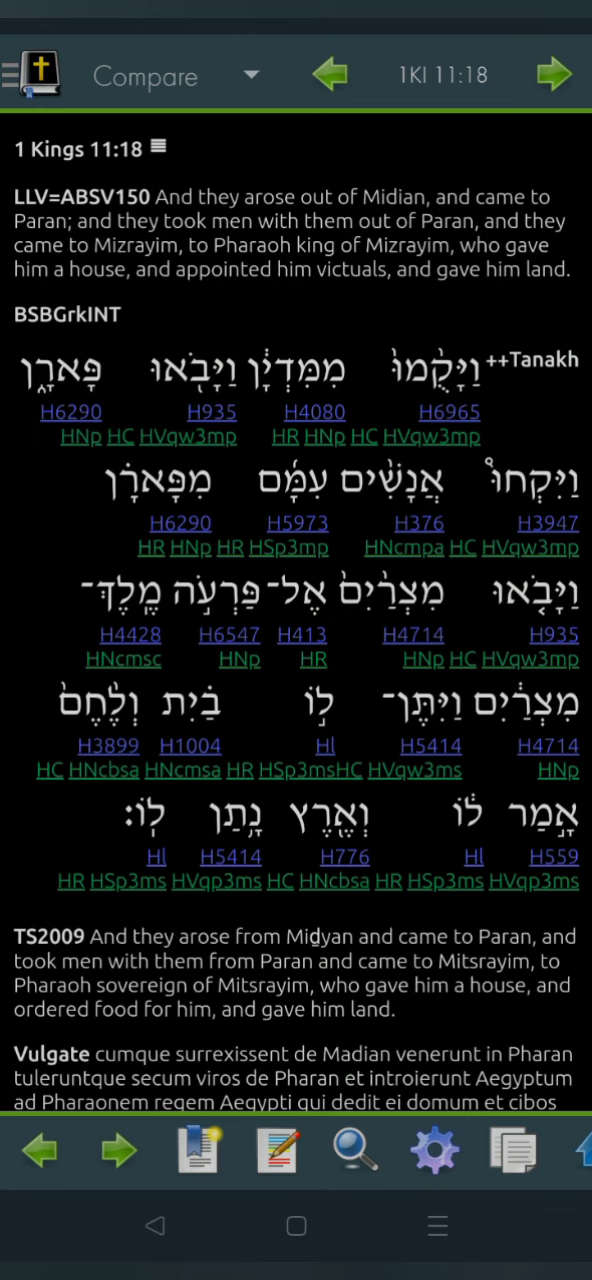 Compare 1KI 11:18
1 Kings 11:18
LLV=ABSV150 And they arose out of Midian, and came to
Paran; and they took men with them out of Paran, and they
came to Mizrayim, to Pharaoh king of Mizrayim, who gave
him a house, and appointed him victuals, and gave him land.
BSBGrkINT
++Tanakh וַיָּקֻ֙מוּ֙ מִמִּדְיָ֔ן וַיָּבֹ֖אוּ פָּארָ֑ן
H6290 H935 H4080 H6965
HNp HC HVqw3mp HR HNp HC HVqw3mp
וַיִּקְחוּ֩ אֲנָשִׁ֨ים עִמָּ֜ם מִפָּארָ֗ן
H6290 H5973 H376 H3947
HR HNp HR HSp3mp HNcmpa HC HVqw3mp
וַיָּבֹ֤אוּ מִצְרַ֙יִם֙ אֶל־ פַּרְעֹ֣ה מֶֽלֶךְ־
H4428 H6547 H413 H4714 H935
HNcmsc HNp HR HNp HC HVqw3mp
מִצְרַ֔יִם וַיִּתֶּן־ ל֣וֹ בַ֗יִת וְלֶ֙חֶם֙
H3899 H1004 Hl H5414 H4714
HC HNcbsa HNcmsa HR HSp3msHC HVqw3ms HNp
אָ֣מַר ל֔וֹ וְאֶ֖רֶץ נָ֥תַן לֽוֹ׃
Hl H5414 H776 Hl H559
HR HSp3ms HVqp3ms HC HNcbsa HR HSp3ms HVqp3ms
TS2009 And they arose from Miḏyan and came to Paran, and
took men with them from Paran and came to Mitsrayim, to
Pharaoh sovereign of Mitsrayim, who gave him a house, and
ordered food for him, and gave him land.
Vulgate cumque surrexissent de Madian venerunt in Pharan
tuleruntque secum viros de Pharan et introierunt Aegyptum
ad Pharaonem regem Aegypti qui dedit ei domum et cibos